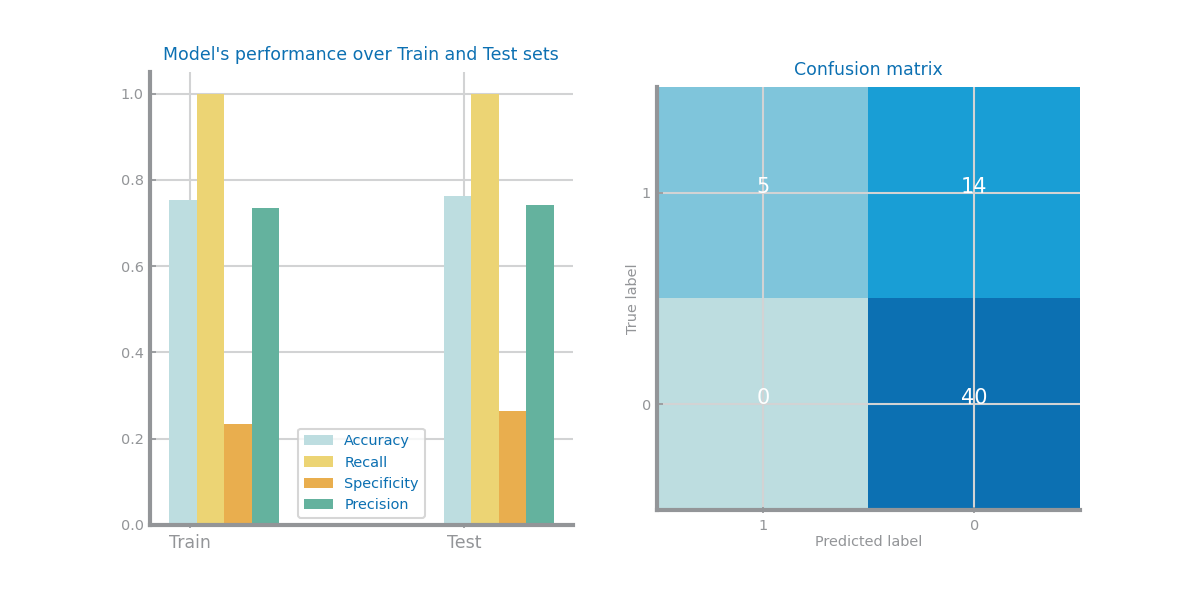 Model's performance over Train and Test sets
1.0
0.8
0.6
0.4
0.2
0.0
Accuracy
Recall
Specificity
Precision
Train
Test
Confusion matrix
True label
1
0
5
14
0
40
1
0
Predicted label